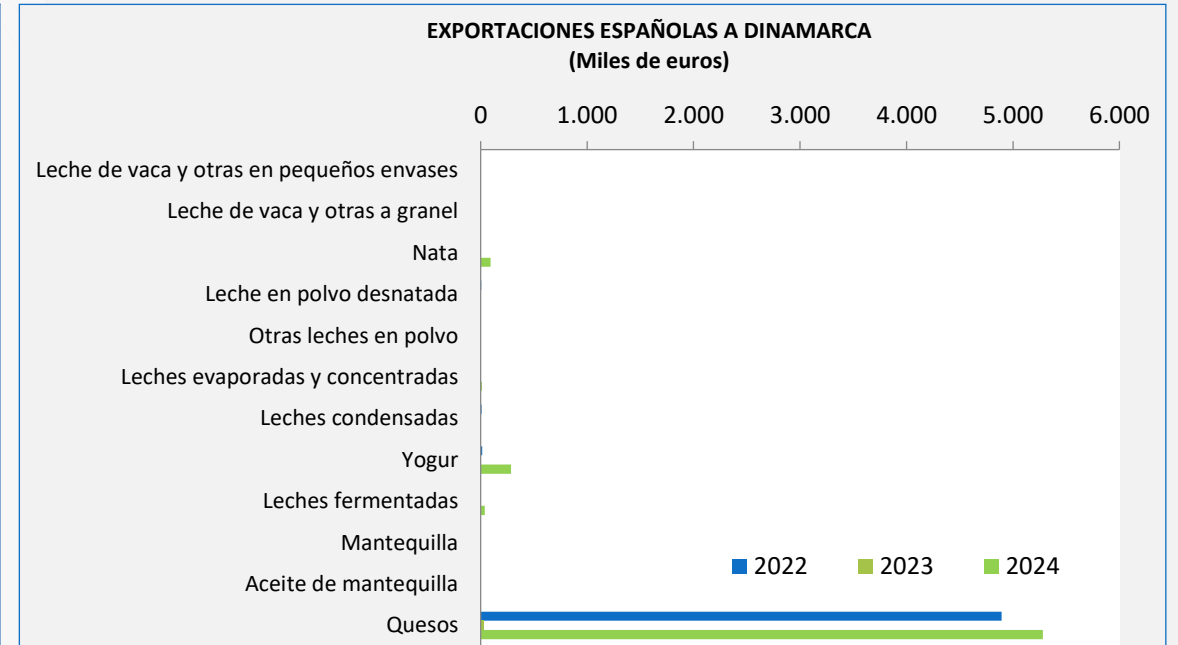 EXPORTACIONES ESPAÑOLAS A DINAMARCA
(Miles de euros)
0 1.000 2.000 3.000 4.000 5.000 6.000
Leche de vaca y otras en pequeños envases
Leche de vaca y otras a granel
Nata
Leche en polvo desnatada
Otras leches en polvo
Leches evaporadas y concentradas
Leches condensadas
Yogur
Leches fermentadas
Mantequilla
2022 2023 2024
Aceite de mantequilla
Quesos